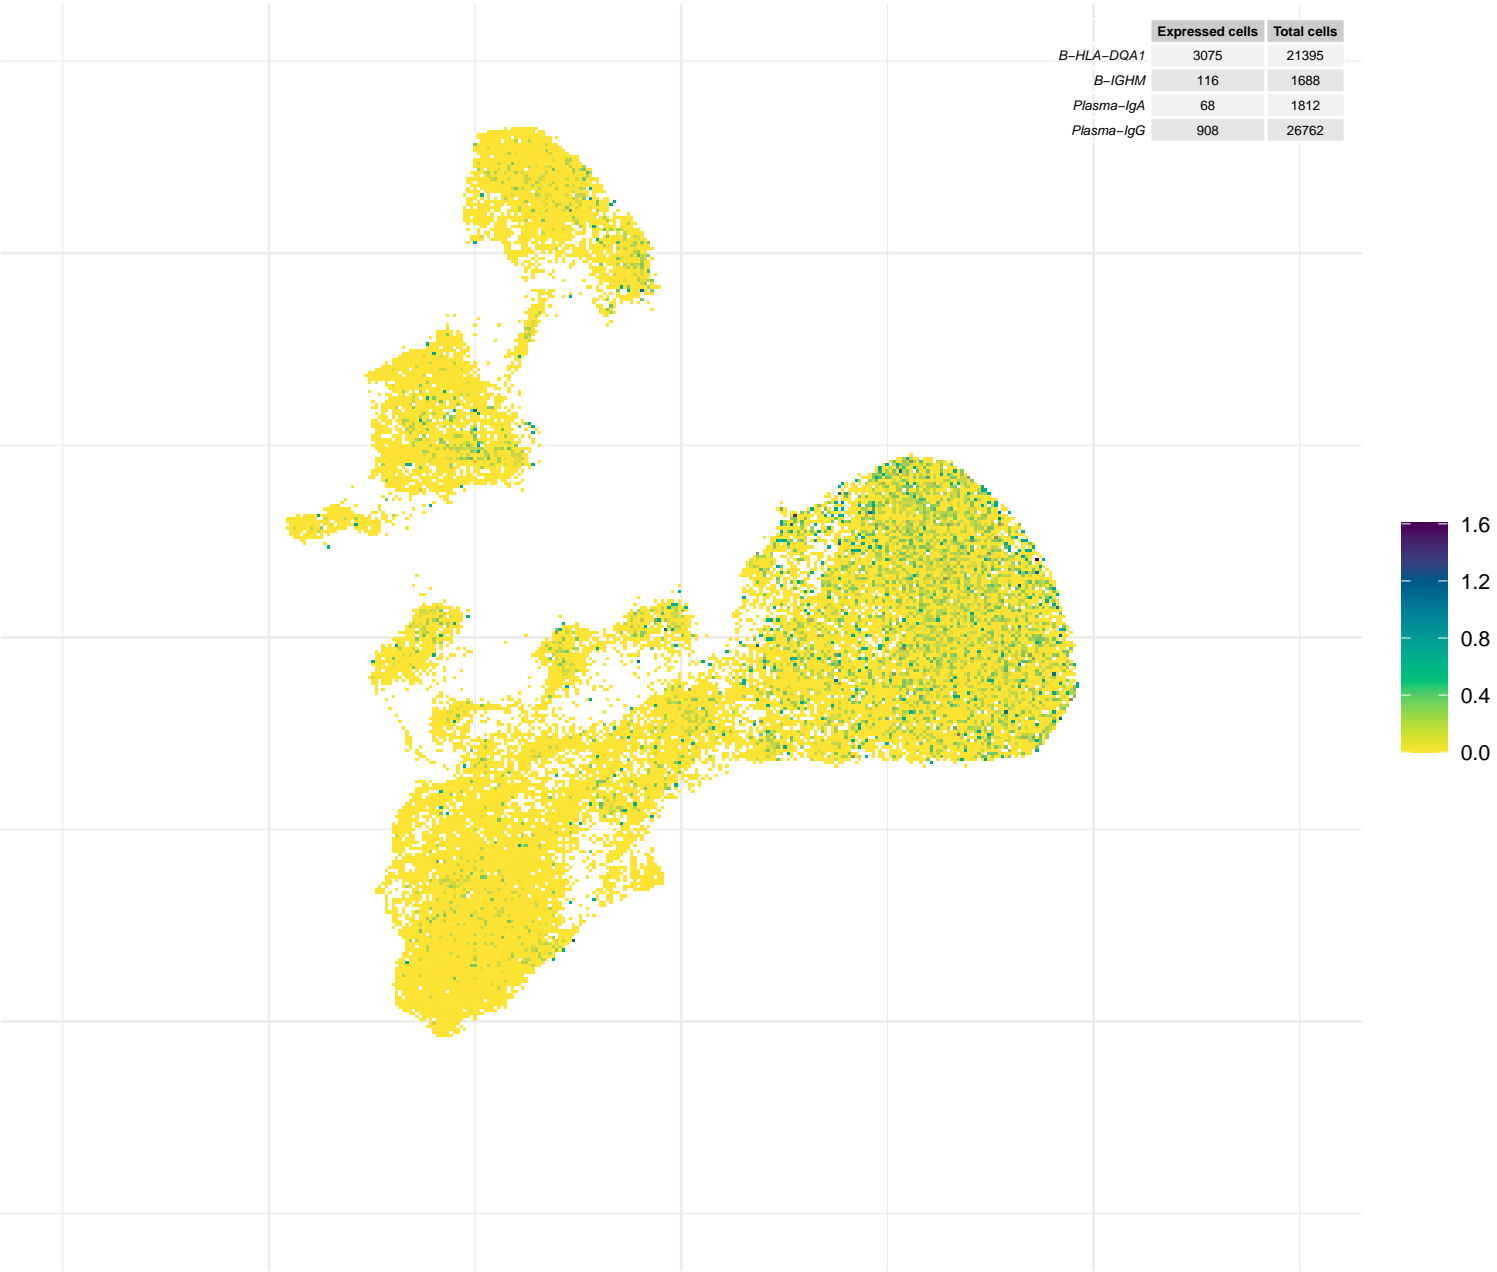 Expressed cells Total cells
B−HLA−DQA1 3075 21395
B−IGHM 116 1688
Plasma−IgA 68 1812
Plasma−IgG 908 26762
1.6
1.2
0.8
0.4
0.0